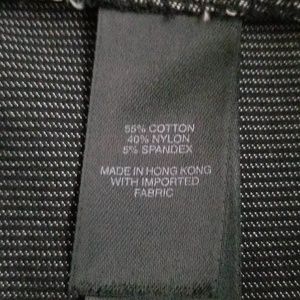 55% COTTON
40% NYLON
5% SPANDEX
MADE IN HONG KONG
WITH IMPORTED
FABRIC